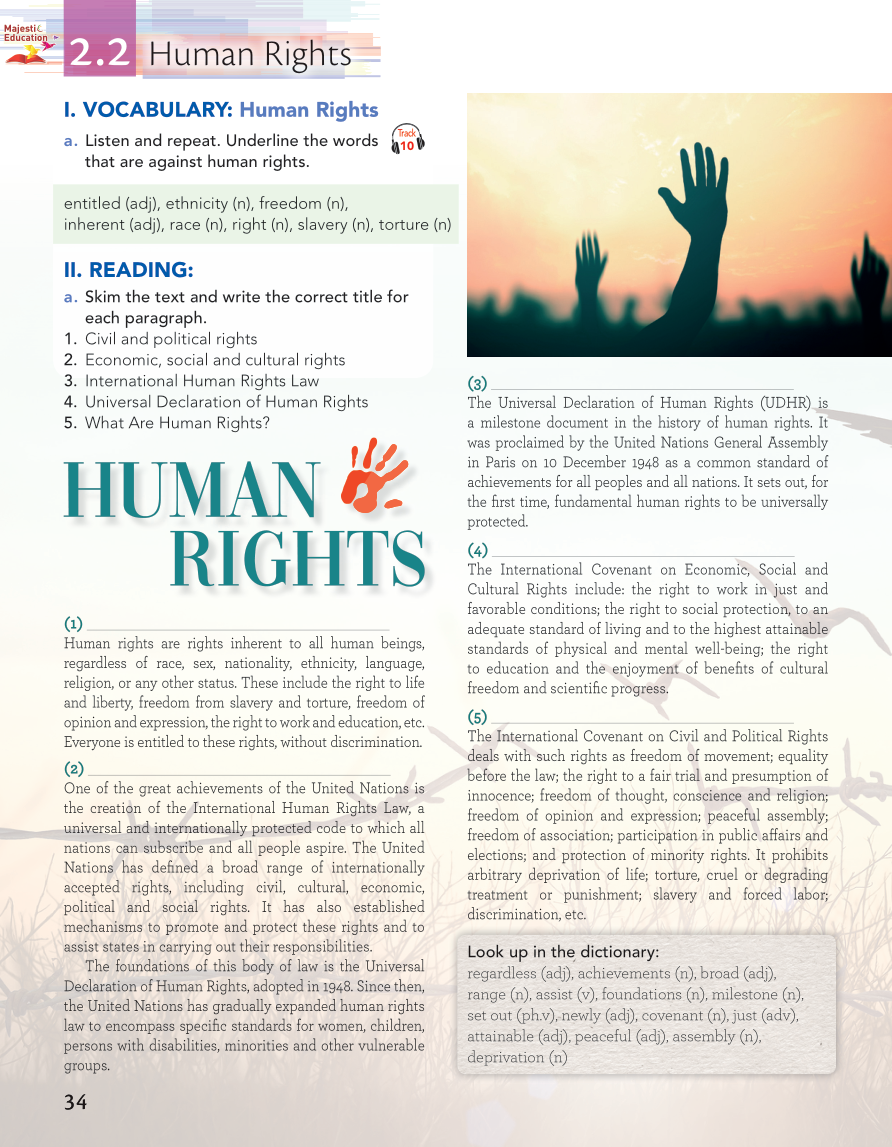 Majesti
Education
2.2 Human Rights
I. VOCABULARY: Human Rights
a. Listen and repeat. Underline the words
that are against human rights.
Track
10
entitled (adj), ethnicity (n), freedom (n),
inherent (adj), race (n), right (n), slavery (n), torture (n)
II. READING:
a. Skim the text and write the correct title for
each paragraph.
1. Civil and political rights
2. Economic, social and cultural rights
3. International Human Rights Law
4. Universal Declaration of Human Rights
5. What Are Human Rights?
HUMAN
RIGHTS
(1)
Human rights are rights inherent to all human beings,
regardless of race, sex, nationality, ethnicity, language,
religion, or any other status. These include the right to life
and liberty, freedom from slavery and torture, freedom of
opinion and expression, the right to work and education, etc.
Everyone is entitled to these rights, without discrimination.
(2)
One of the great achievements of the United Nations is
the creation of the International Human Rights Law, a
universal and internationally protected code to which all
nations can subscribe and all people aspire. The United
Nations has defined a broad range of internationally
accepted rights, including civil, cultural, economic,
political and social rights. It has also established
mechanisms to promote and protect these rights and to
assist states in carrying out their responsibilities.
The foundations of this body of law is the Universal
Declaration of Human Rights, adopted in 1948. Since then,
the United Nations has gradually expanded human rights
law to encompass specific standards for women, children,
persons with disabilities, minorities and other vulnerable
groups.
(3)
The Universal Declaration of Human Rights (UDHR) is
a milestone document in the history of human rights. It
was proclaimed by the United Nations General Assembly
in Paris on 10 December 1948 as a common standard of
achievements for all peoples and all nations. It sets out, for
the first time, fundamental human rights to be universally
protected.
(4)
The International Covenant on Economic, Social and
Cultural Rights include: the right to work in just and
favorable conditions; the right to social protection, to an
adequate standard of living and to the highest attainable
standards of physical and mental well-being; the right
to education and the enjoyment of benefits of cultural
freedom and scientific progress.
(5)
The International Covenant on Civil and Political Rights
deals with such rights as freedom of movement; equality
before the law; the right to a fair trial and presumption of
innocence; freedom of thought, conscience and religion;
freedom of opinion and expression; peaceful assembly;
freedom of association; participation in public affairs and
elections; and protection of minority rights. It prohibits
arbitrary deprivation of life; torture, cruel or degrading
treatment or punishment; slavery and forced labor;
discrimination, etc.
Look up in the dictionary:
regardless (adj), achievements (n), broad (adj),
range (n), assist (v), foundations (n), milestone (n),
set out (ph.v), newly (adj), covenant (n), just (adv),
attainable (adj), peaceful (adj), assembly (n),
deprivation (n)
34